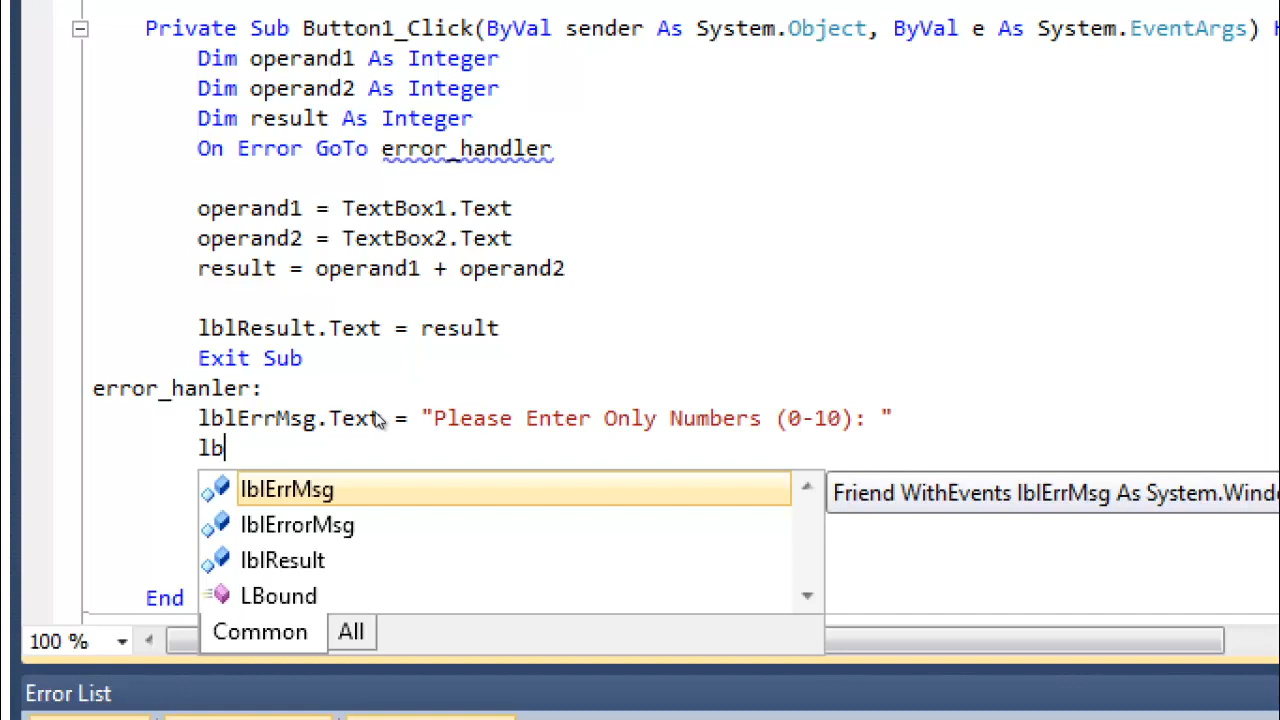 Private Sub Button1_Click(ByVal sender As System.Object, ByVal e As System.EventArgs)
Dim operand1 As Integer
Dim operand2 As Integer
Dim result As Integer
On Error GoTo error_handler
operand1 = TextBox1.Text
operand2 = TextBox2.Text
result = operand1 + operand2
lblResult.Text = result
Exit Sub
error_hanler:
lblErrMsg.Text = "Please Enter Only Numbers (0-10): "
lb
lblErrMsg
Friend WithEvents lblErrMsg As System.Windo
lblErrorMsg
lblResult
LBound
End
Common All
100 %
Error List